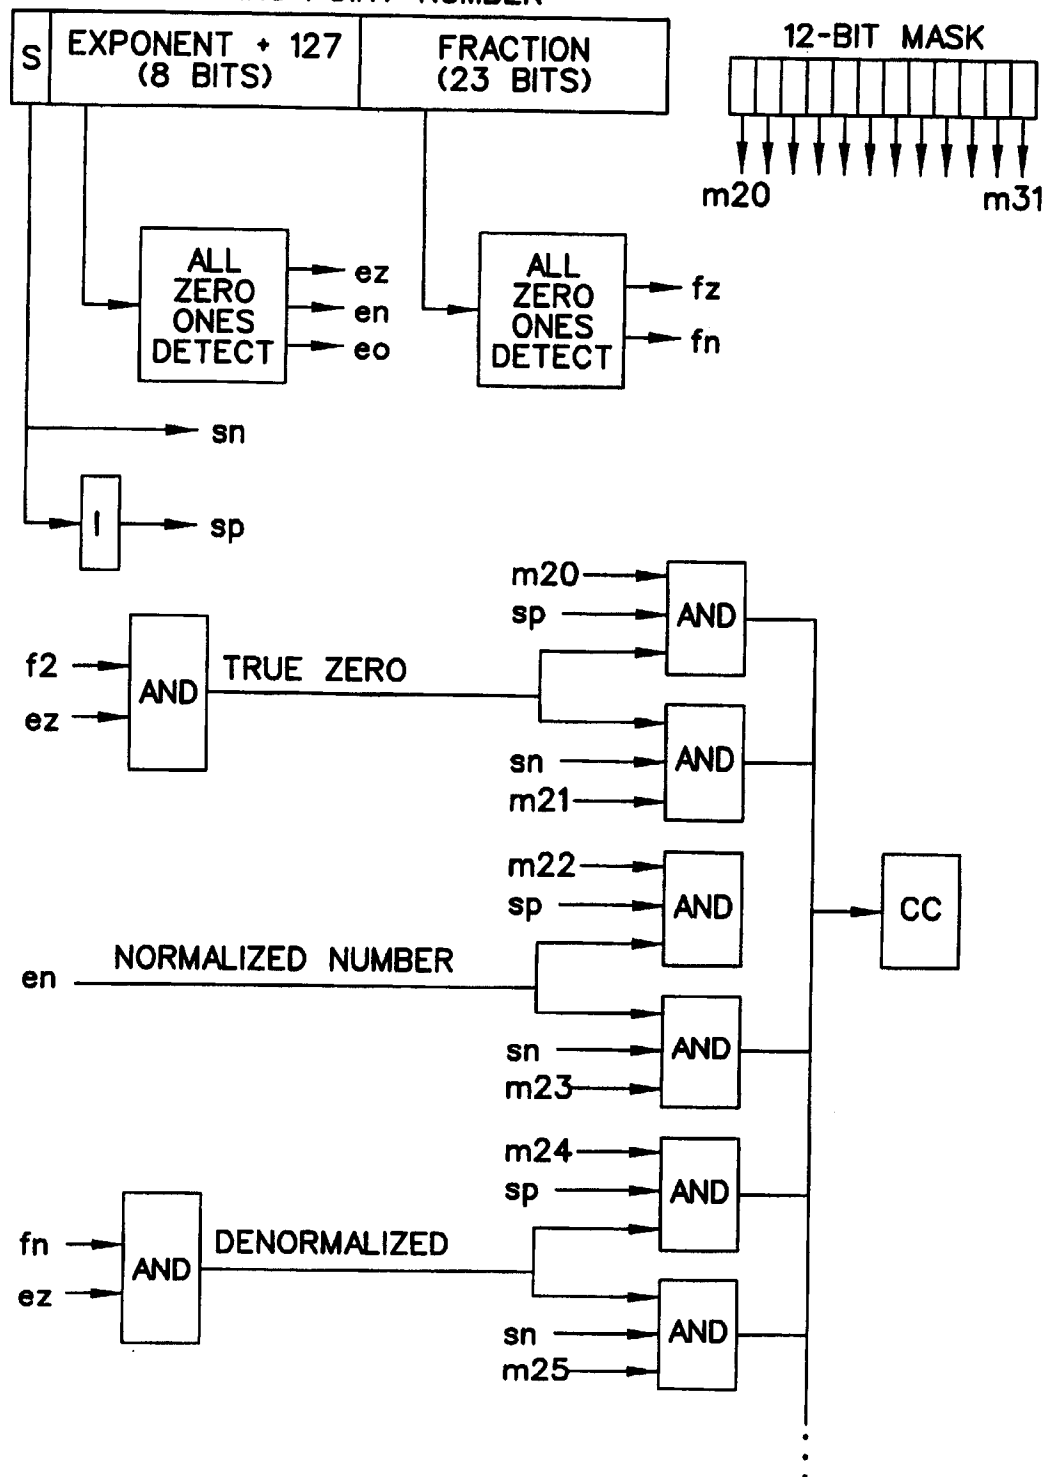 POINT NUMBER
S
EXPONENT + 127
(8 BITS)
FRACTION
(23 BITS)
12-BIT MASK
m20
m31
ALL
ZERO
ONES
DETECT
ez
en
eo
ALL
ZERO
ONES
DETECT
fz
fn
sn
I
sp
m20
sp
AND
f2
ez
AND
TRUE ZERO
sn
m21
AND
m22
sp
AND
CC
en
NORMALIZED NUMBER
sn
m23
AND
m24
sp
AND
fn
ez
AND
DENORMALIZED
sn
m25
AND